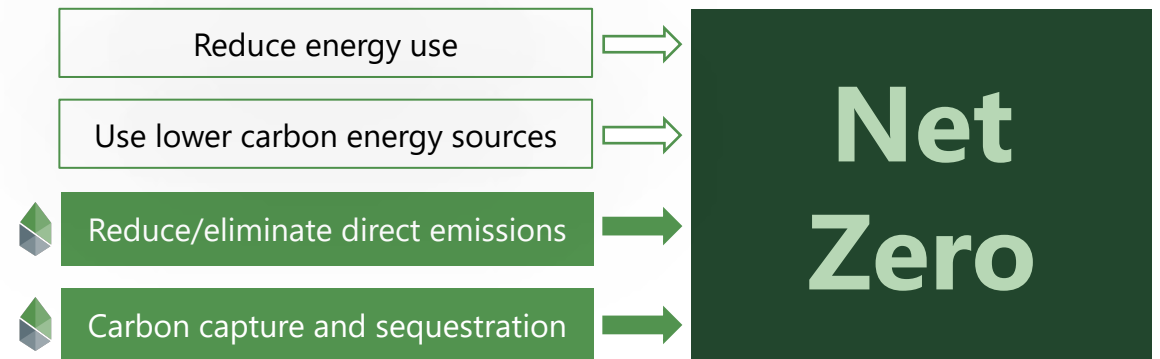 Reduce energy use
Use lower carbon energy sources
Reduce/eliminate direct emissions
Carbon capture and sequestration
Net
Zero